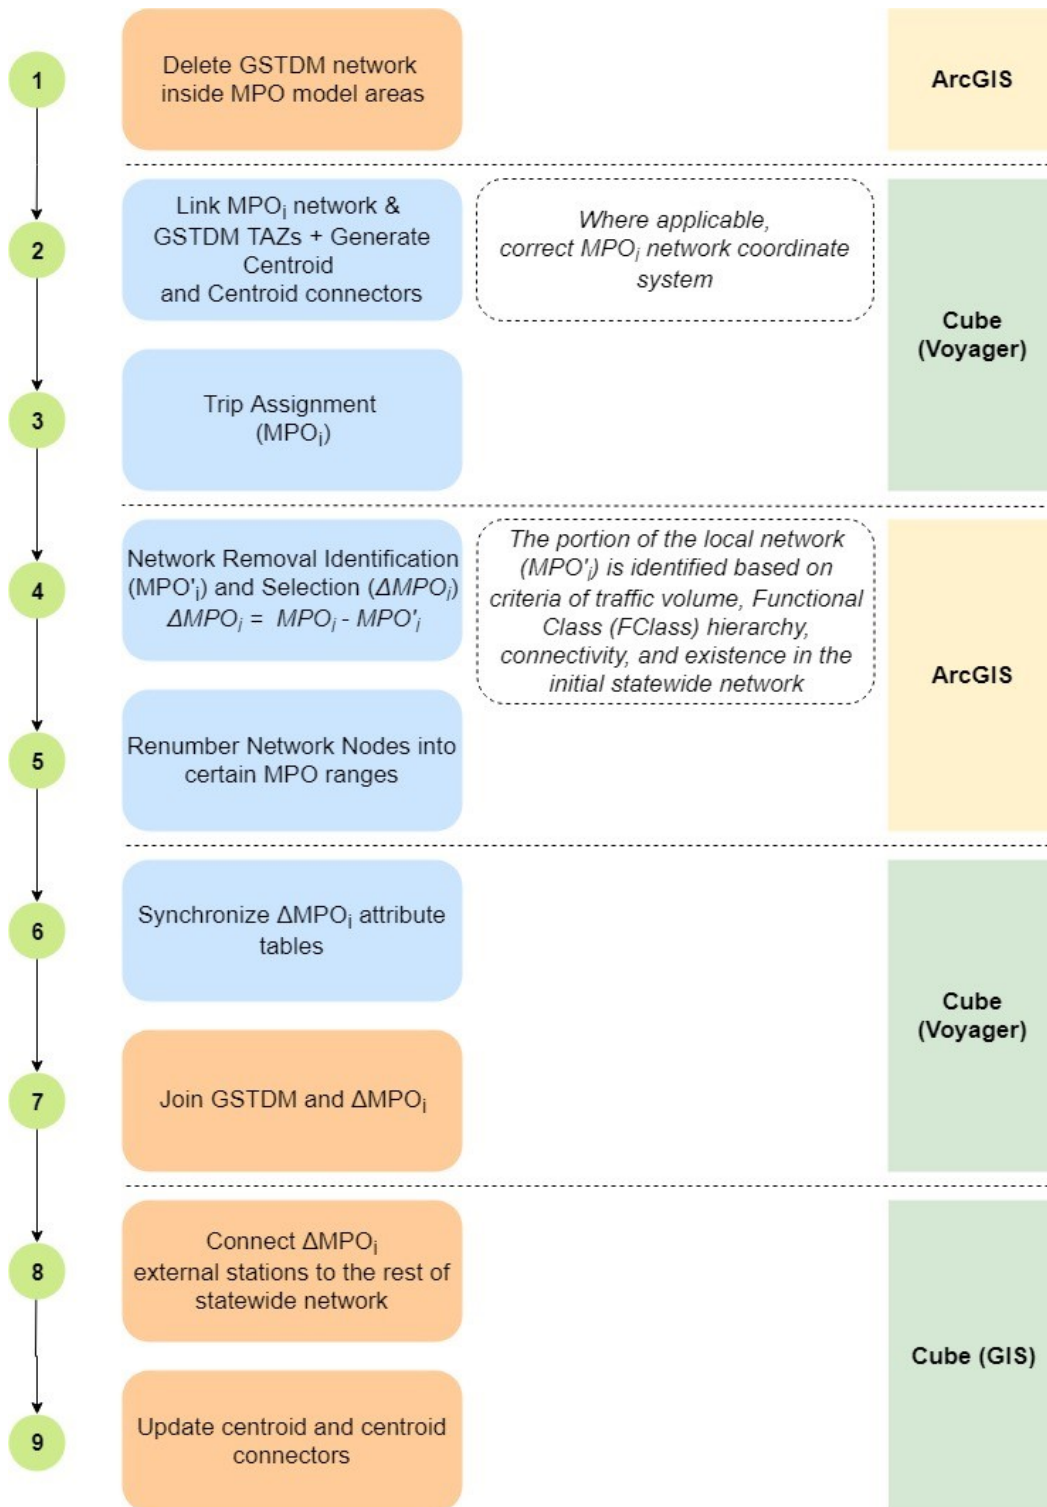 1
Delete GSTDM network
inside MPO model areas
ArcGIS
2
Link MPOi network &
GSTDM TAZs + Generate
Centroid
and Centroid connectors
Where applicable,
correct MPOi network coordinate
system
Cube
(Voyager)
3
Trip Assignment
(MPOi)
4
Network Removal Identification
(MPO'i) and Selection (ΔMPOi)
ΔMPOi = MPOi - MPO'i
The portion of the local network
(MPO'i) is identified based on
criteria of traffic volume, Functional
Class (FClass) hierarchy,
connectivity, and existence in the
initial statewide network
ArcGIS
5
Renumber Network Nodes into
certain MPO ranges
6
Synchronize ΔMPOi attribute
tables
Cube
(Voyager)
7
Join GSTDM and ΔMPOi
8
Connect ΔMPOi
external stations to the rest of
statewide network
Cube (GIS)
9
Update centroid and centroid
connectors